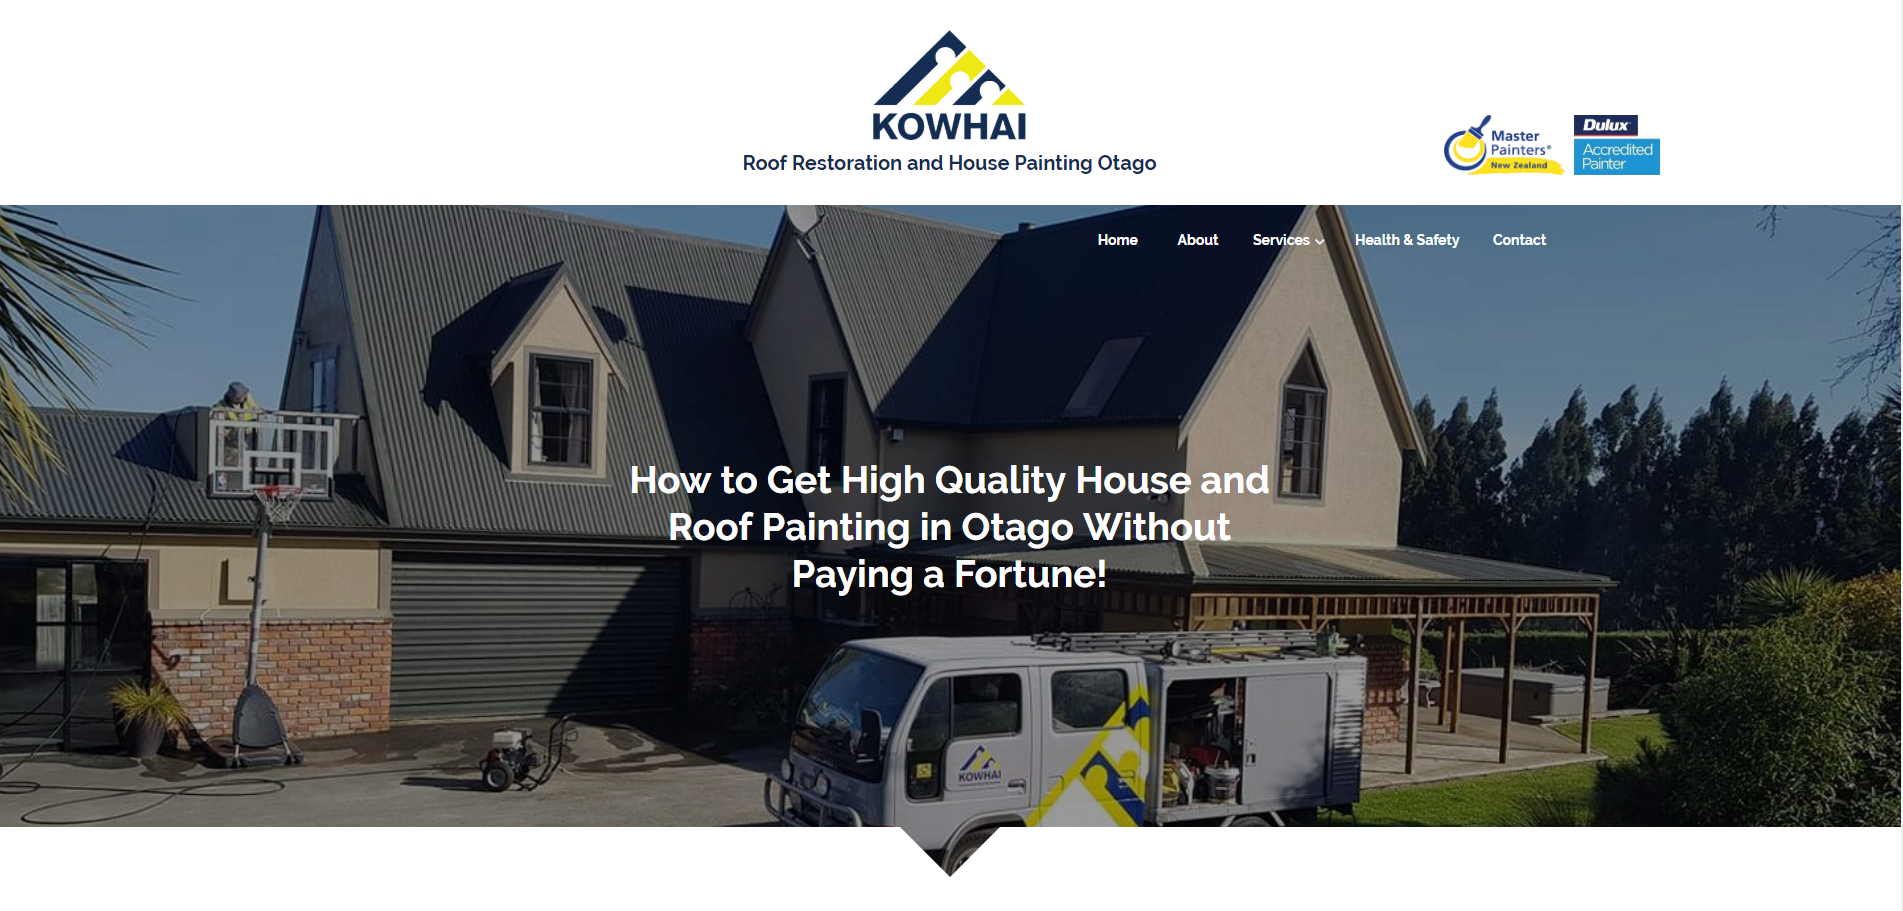 KOWHAI
Roof Restoration and House Painting Otago
Master
Painters®
New Zealand
Dulux
Accredited
Painter
Home About Services Health & Safety Contact
How to Get High Quality House and
Roof Painting in Otago Without
Paying a Fortune!
KOWHAI